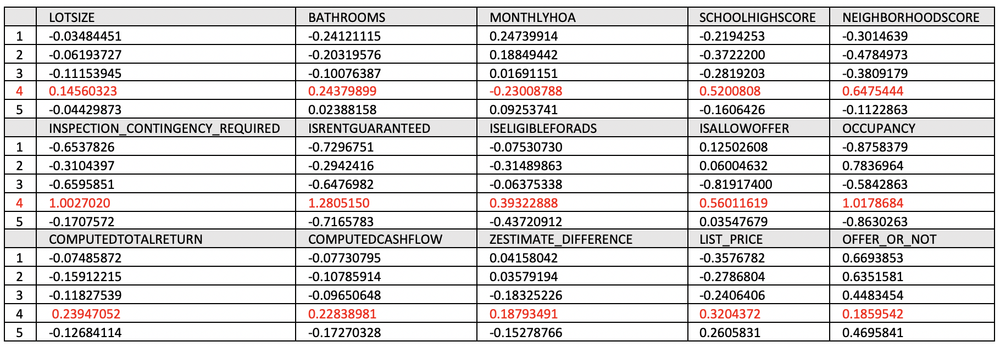 LOTSIZE BATHROOMS MONTHLYHOA SCHOOLHIGHSCORE NEIGHBORHOODSCORE
1 -0.03484451 -0.24121115 0.24739914 -0.2194253 -0.3014639
2 -0.06193727 -0.20319576 0.18849442 -0.3722200 -0.4784973
3 -0.11153945 -0.10076387 0.01691151 -0.2819203 -0.3809179
4 0.14560323 0.24379899 -0.23008788 0.5200808 0.6475444
5 -0.04429873 0.02388158 0.09253741 -0.1606426 -0.1122863
INSPECTION_CONTINGENCY_REQUIRED ISRENTGUARANTEED ISELIGIBLEFORADS ISALLOWOFFER OCCUPANCY
1 -0.6537826 -0.7296751 -0.07530730 0.12502608 -0.8758379
2 -0.3104397 -0.2942416 -0.31489863 0.06004632 0.7836964
3 -0.6595851 -0.6476982 -0.06375338 -0.81917400 -0.5842863
4 1.0027020 1.2805150 0.39322888 0.56011619 1.0178684
5 -0.1707572 -0.7165783 -0.43720912 0.03547679 -0.8630263
COMPUTEDTOTALRETURN COMPUTEDCASHFLOW ZESTIMATE_DIFFERENCE LIST_PRICE OFFER_OR_NOT
1 -0.07485872 -0.07730795 0.04158042 -0.3576782 0.6693853
2 -0.15912215 -0.10785914 0.03579194 -0.2786804 0.6351581
3 -0.11827539 -0.09650648 -0.18325226 -0.2406406 0.4483454
4 0.23947052 0.22838981 0.18793491 0.3204372 0.1859542
5 -0.12684114 -0.17270328 -0.15278766 0.2605831 0.4695841